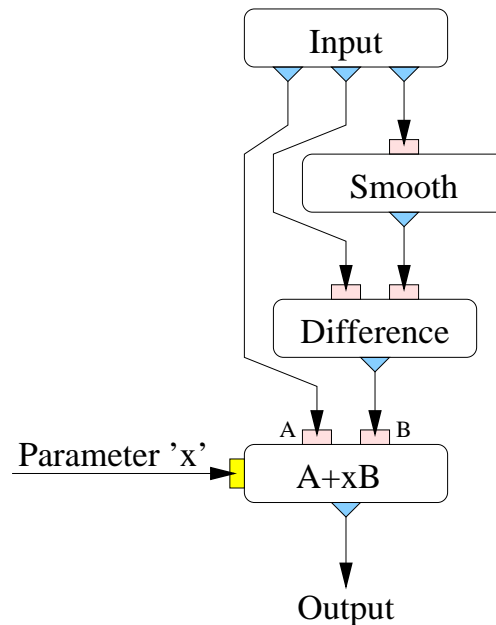 Input
Smooth
Difference
A
B
Parameter ’x’
A+xB
Output